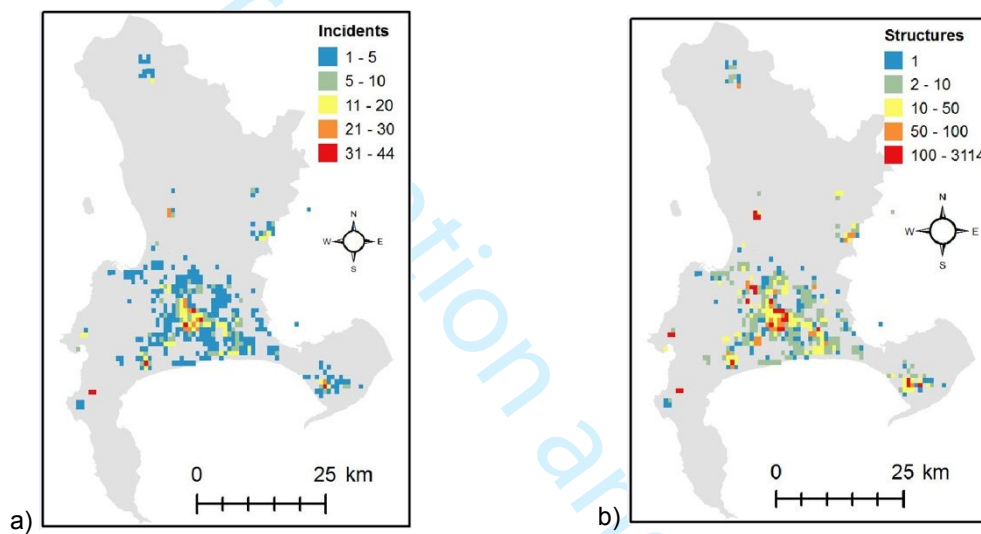 Incidents
1 - 5
5 - 10
11 - 20
21 - 30
31 - 44
N
W E
S
0 25 km
a)
Structures
1
2 - 10
10 - 50
50 - 100
100 - 3114
N
W E
S
0 25 km
b)